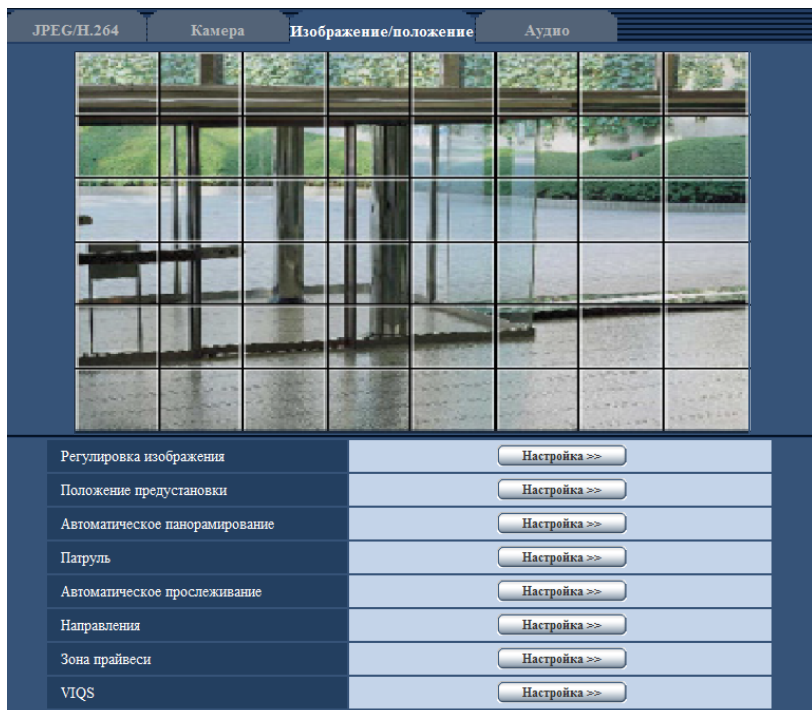 JPEG/H.264 Камера Изображение/положение Аудио
Регулировка изображения Настройка >>
Положение предустановки Настройка >>
Автоматическое панорамирование Настройка >>
Патруль Настройка >>
Автоматическое прослеживание Настройка >>
Направления Настройка >>
Зона прайвеси Настройка >>
VIQS Настройка >>